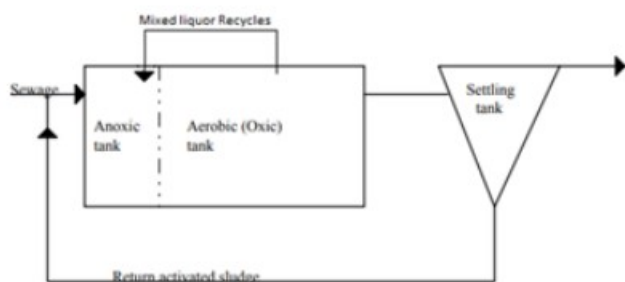 Mixed liquor Recycles
Sewage
Settling
tank
Anoxic
tank
Aerobic (Oxic)
tank
Return activated sludge